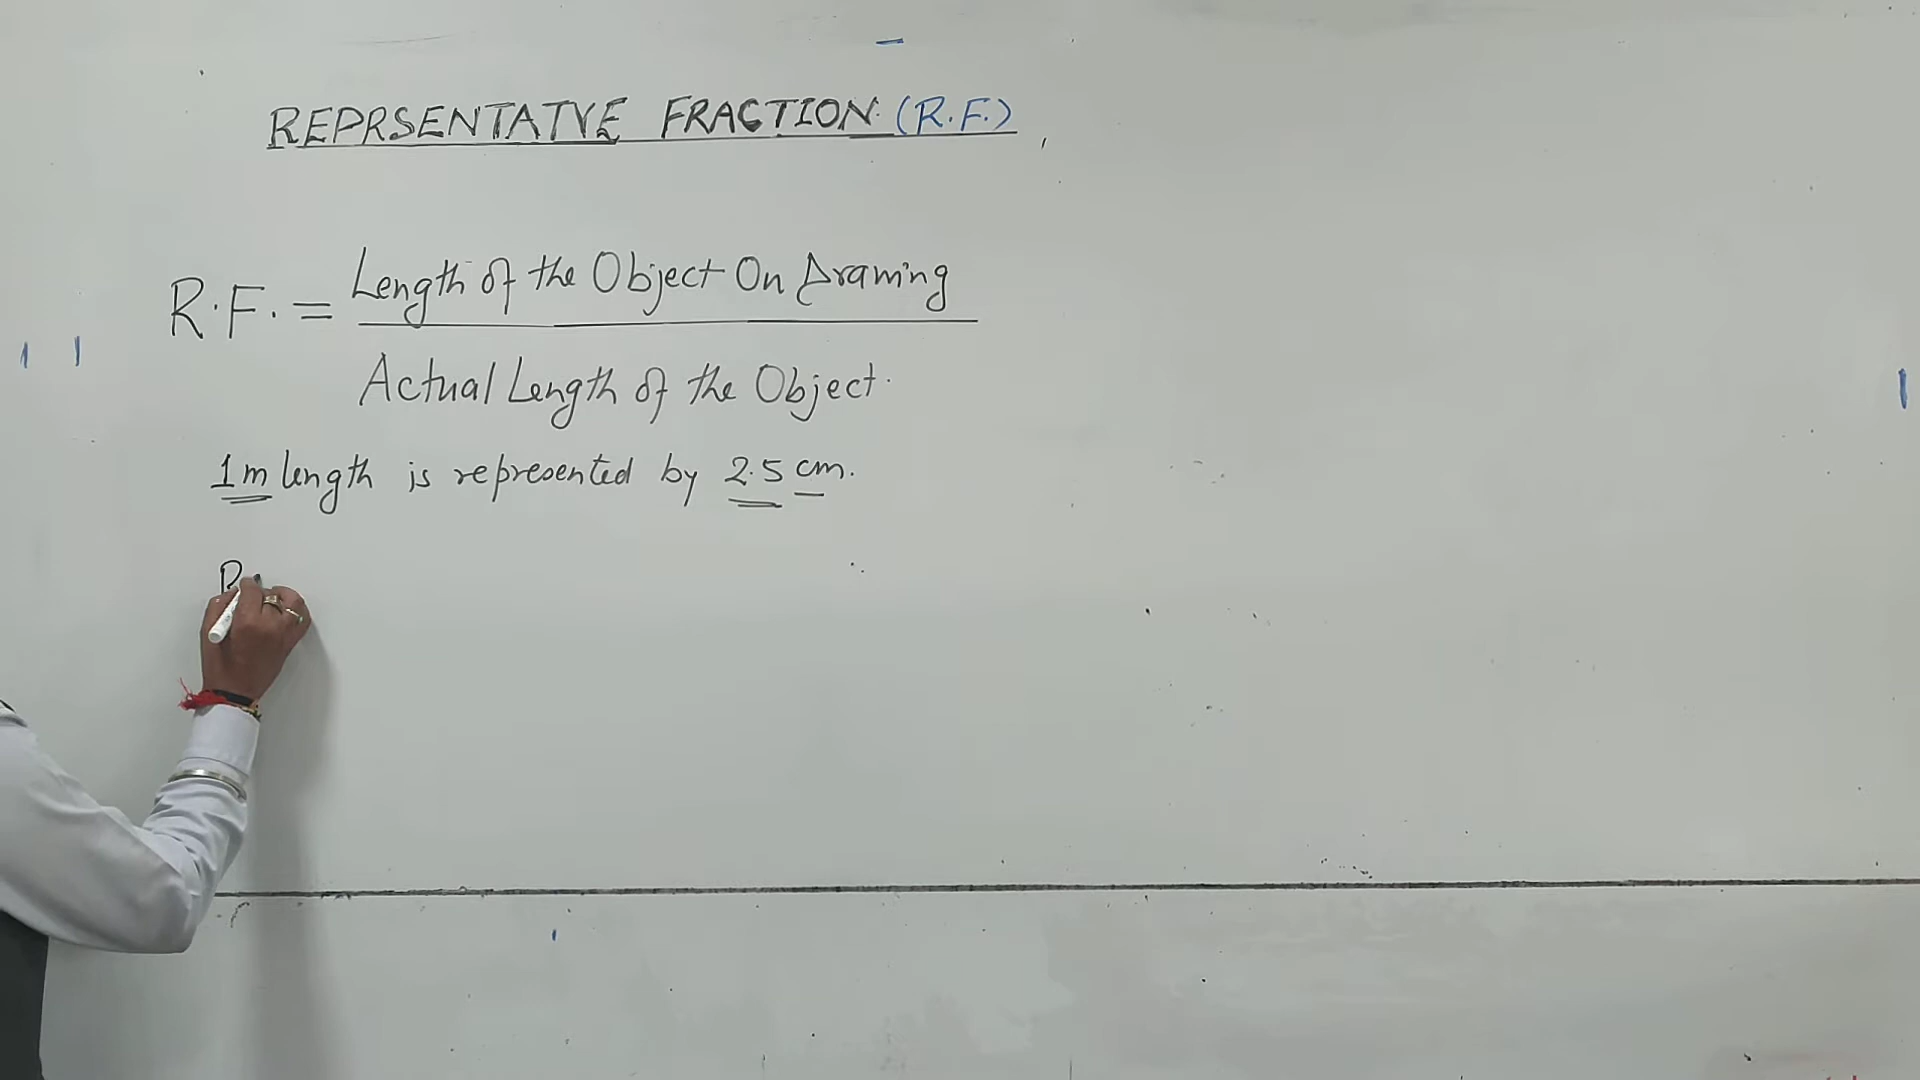 REPRSENTATVE FRACTION (R.F.)
R.F. = Length of the Object On Drawing
Actual Length of the Object.
1m length is represented by 2.5 cm.
R